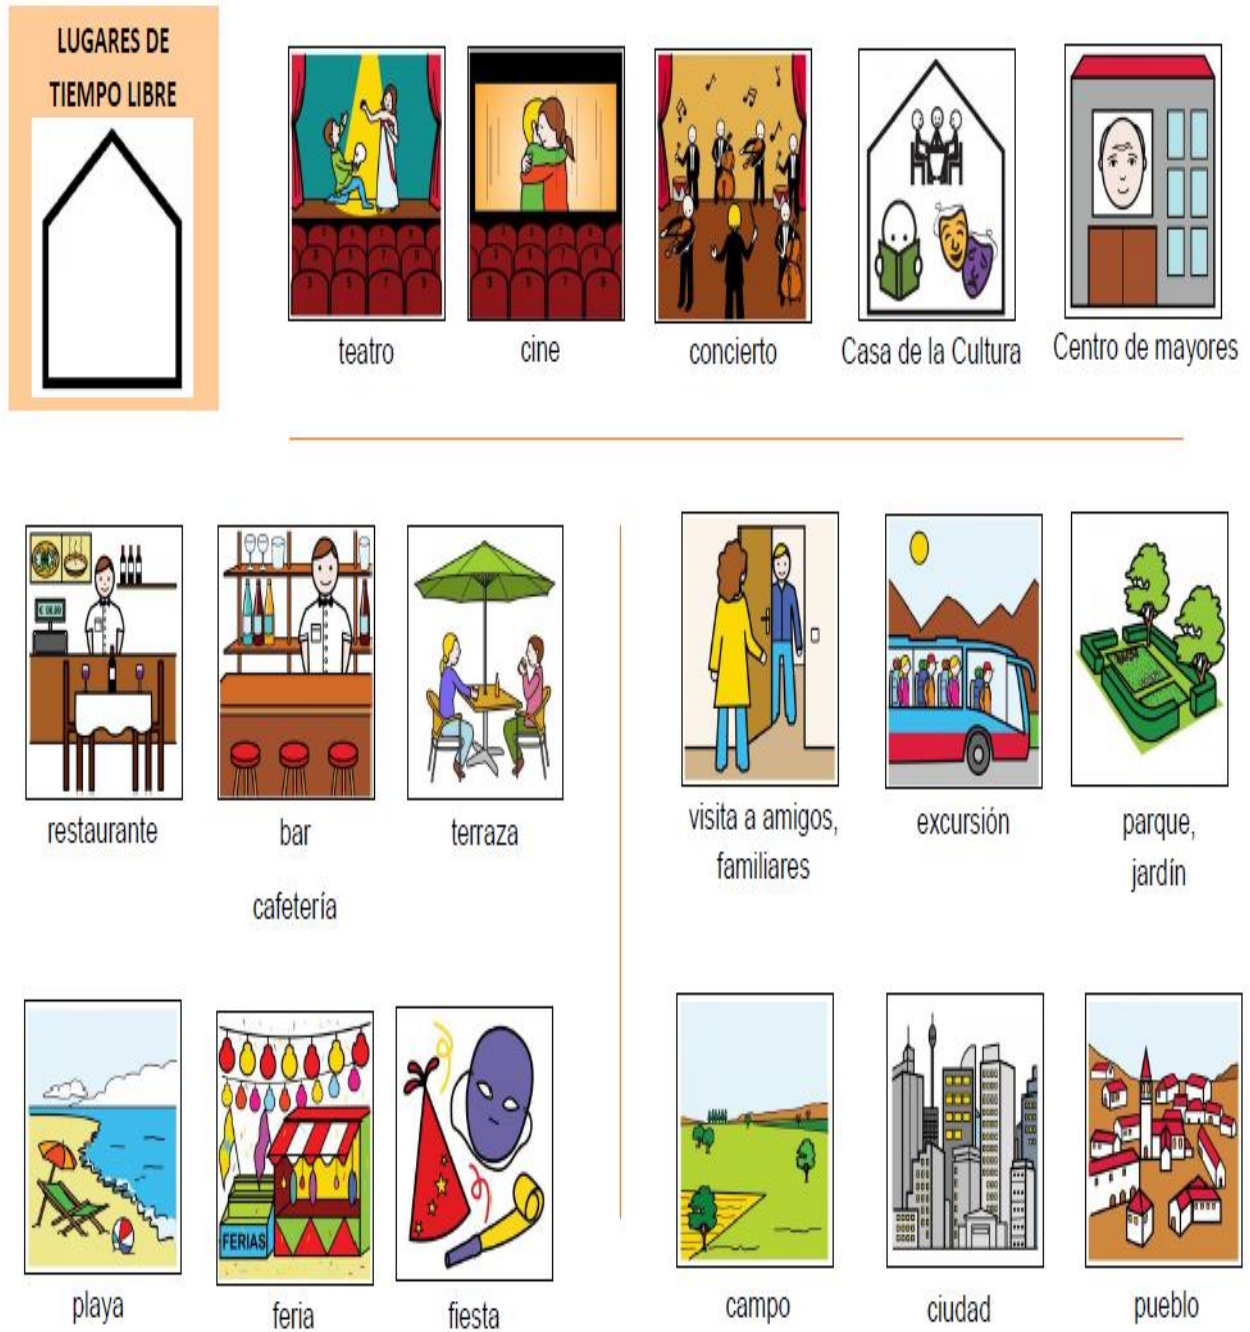 LUGARES DE
TIEMPO LIBRE
teatro
cine
concierto
Casa de la Cultura
Centro de mayores
restaurante
bar
cafetería
terraza
visita a amigos,
familiares
excursión
parque,
jardín
FERIAS
playa
feria
fiesta
campo
ciudad
pueblo